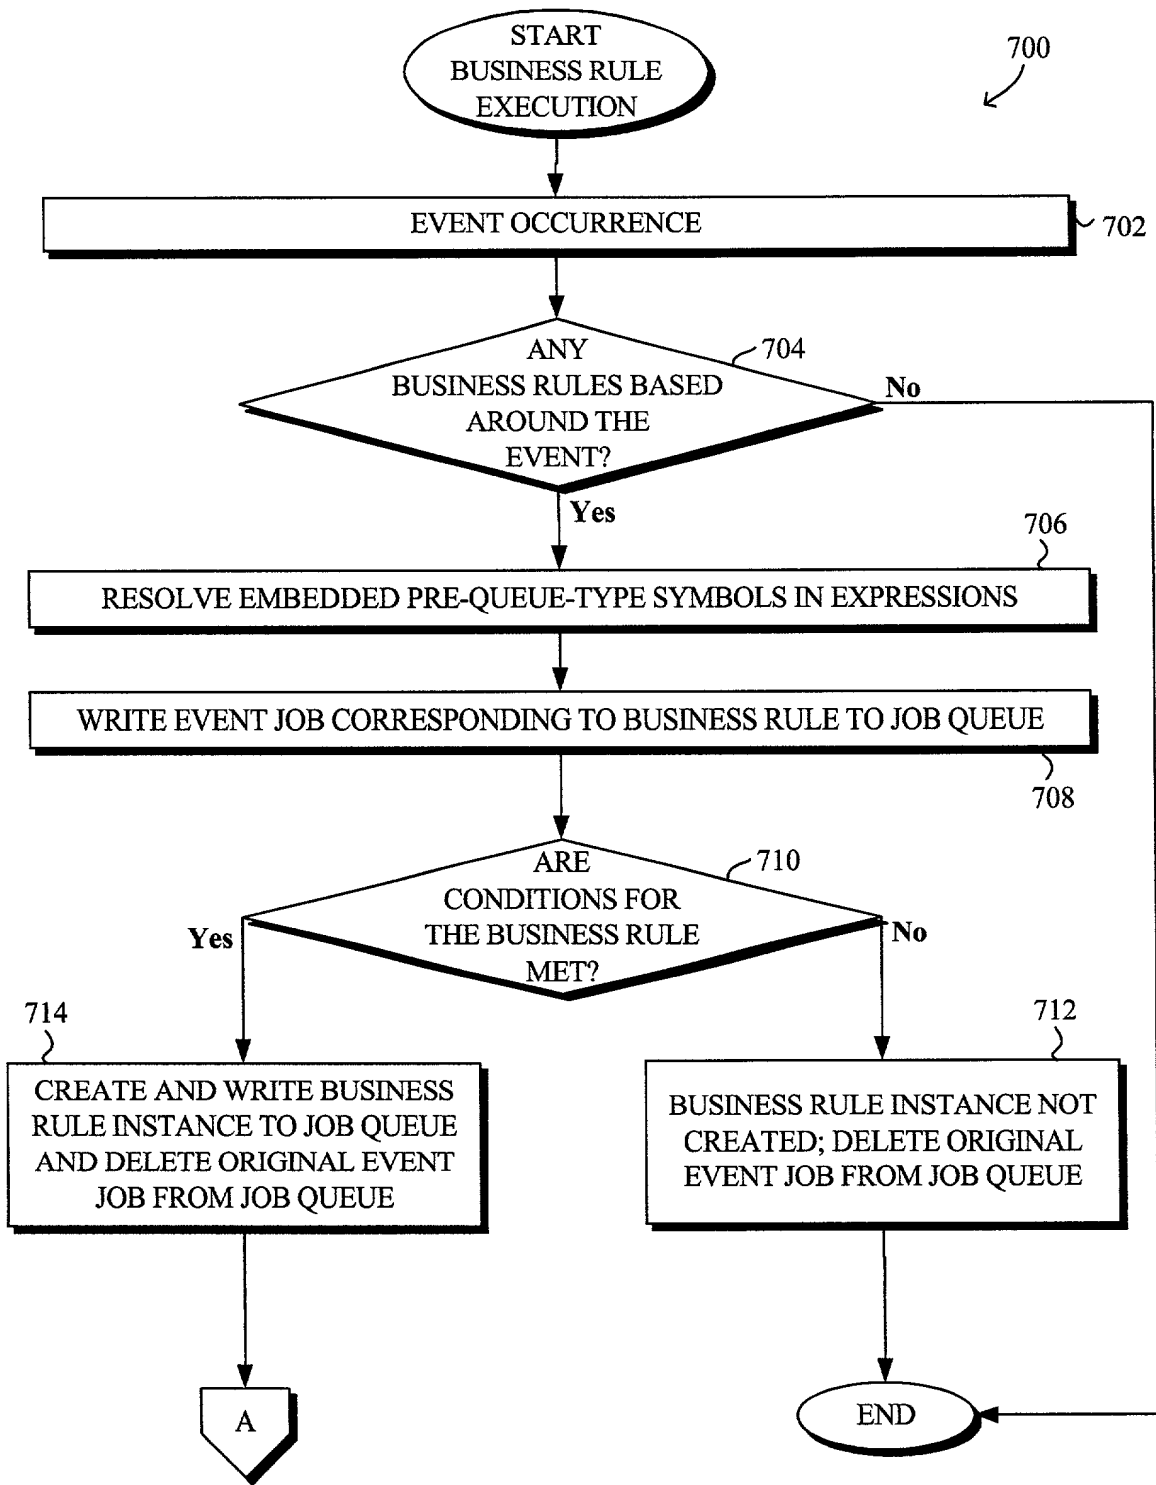 START
BUSINESS RULE
EXECUTION
700
EVENT OCCURRENCE
702
ANY
BUSINESS RULES BASED
AROUND THE
EVENT?
704
No
Yes
706
RESOLVE EMBEDDED PRE-QUEUE-TYPE SYMBOLS IN EXPRESSIONS
WRITE EVENT JOB CORRESPONDING TO BUSINESS RULE TO JOB QUEUE
708
ARE
CONDITIONS FOR
THE BUSINESS RULE
MET?
710
Yes
No
714
CREATE AND WRITE BUSINESS
RULE INSTANCE TO JOB QUEUE
AND DELETE ORIGINAL EVENT
JOB FROM JOB QUEUE
712
BUSINESS RULE INSTANCE NOT
CREATED; DELETE ORIGINAL
EVENT JOB FROM JOB QUEUE
A
END